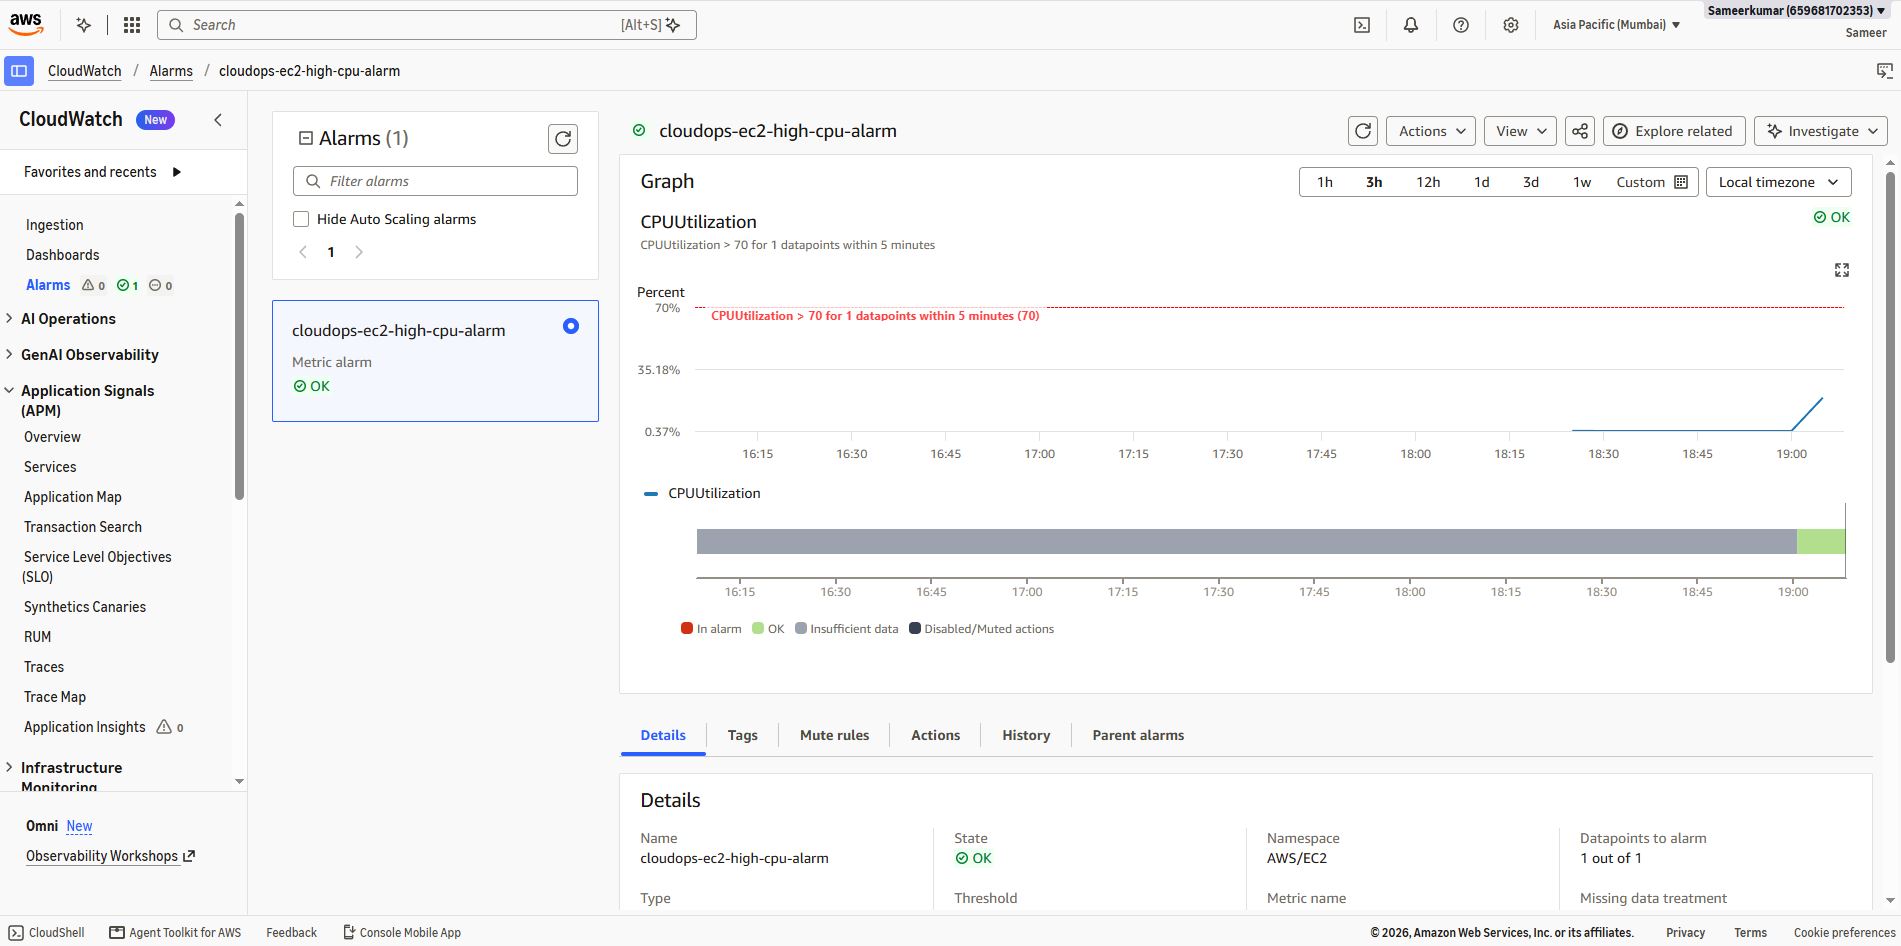 aws
Search
[Alt+S]
Asia Pacific (Mumbai)
Sameerkumar (659681702353)
Sameer
CloudWatch / Alarms / cloudops-ec2-high-cpu-alarm
CloudWatch New
Favorites and recents
Ingestion
Dashboards
Alarms 0 1 0
AI Operations
GenAI Observability
Application Signals
(APM)
Overview
Services
Application Map
Transaction Search
Service Level Objectives
(SLO)
Synthetics Canaries
RUM
Traces
Trace Map
Application Insights 0
Infrastructure
Monitoring
Omni New
Observability Workshops
Alarms (1)
Filter alarms
Hide Auto Scaling alarms
1
cloudops-ec2-high-cpu-alarm
Metric alarm
OK
cloudops-ec2-high-cpu-alarm
Actions View Explore related Investigate
Graph
1h 3h 12h 1d 3d 1w Custom Local timezone
CPUUtilization
OK
CPUUtilization > 70 for 1 datapoints within 5 minutes
Percent
70%
CPUUtilization > 70 for 1 datapoints within 5 minutes (70)
35.18%
0.37%
16:15 16:30 16:45 17:00 17:15 17:30 17:45 18:00 18:15 18:30 18:45 19:00
CPUUtilization
16:15 16:30 16:45 17:00 17:15 17:30 17:45 18:00 18:15 18:30 18:45 19:00
In alarm OK Insufficient data Disabled/Muted actions
Details Tags Mute rules Actions History Parent alarms
Details
Name
cloudops-ec2-high-cpu-alarm
State
OK
Namespace
AWS/EC2
Datapoints to alarm
1 out of 1
Type
Threshold
Metric name
Missing data treatment
CloudShell Agent Toolkit for AWS Feedback Console Mobile App
© 2026, Amazon Web Services, Inc. or its affiliates. Privacy Terms Cookie preferences